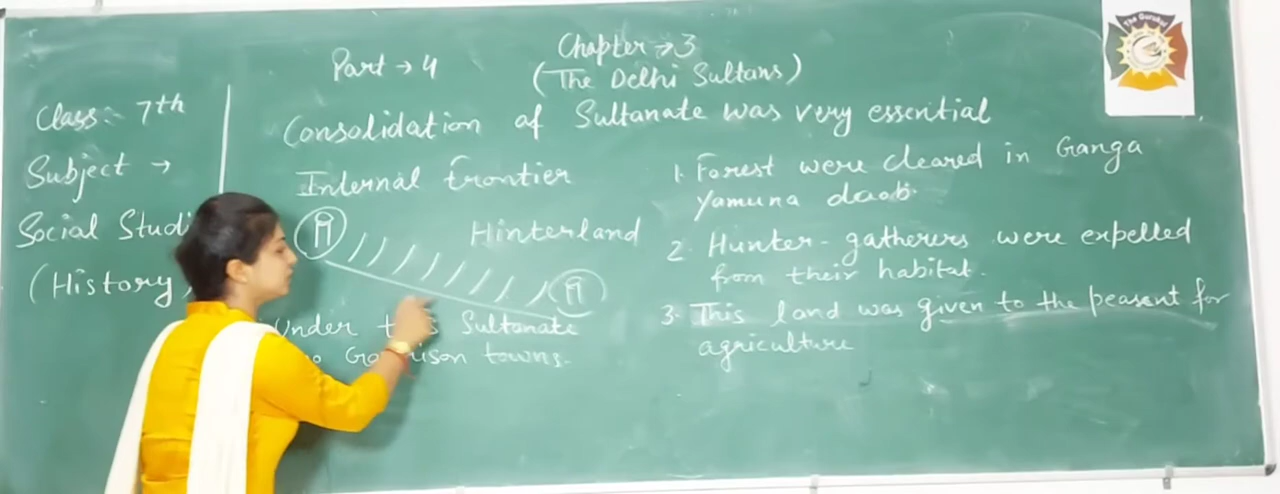 Part → 4
Chapter → 3
(The Delhi Sultans)
Class :- 7th
Subject →
Social Studi
(History,
Consolidation of Sultanate was very essential
Internal frontier
Hinterland
Under Sultanate
towns.
1. Forest were cleared in Ganga
Yamuna doab.
2. Hunter-gatherers were expelled
from their habitat.
3. This land was given to the peasent for
agriculture
The Gurukul